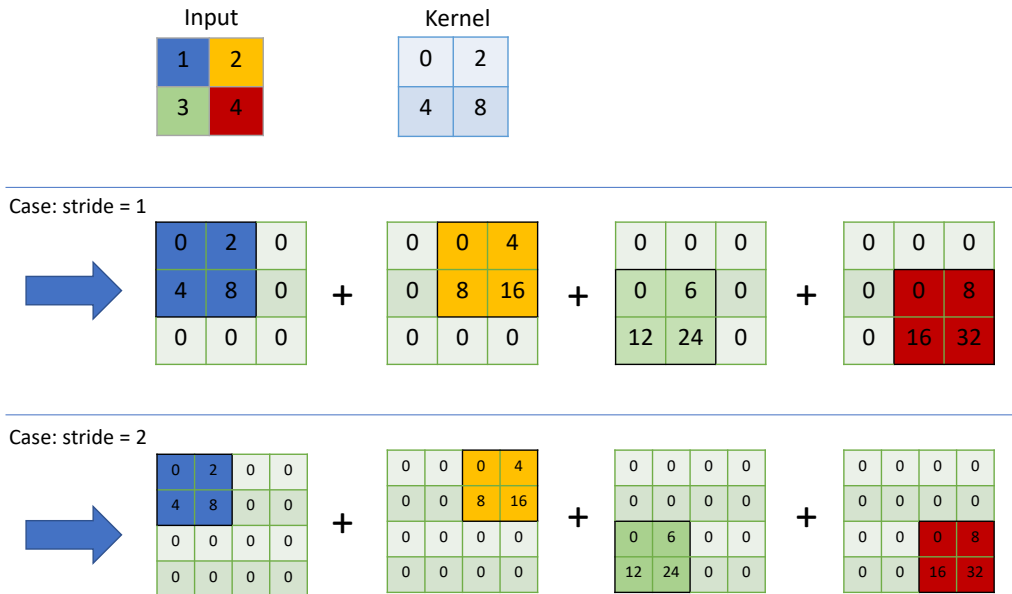 Input Kernel
1 2 0 2
3 4 4 8
Case: stride = 1
0 2 0 0 0 4 0 0 0 0 0 0
4 8 0 + 0 8 16 + 0 6 0 + 0 0 8
0 0 0 0 0 0 12 24 0 0 16 32
Case: stride = 2
0 2 0 0 0 0 0 4 0 0 0 0 0 0 0 0
4 8 0 0 + 0 0 8 16 + 0 0 0 0 + 0 0 0 0
0 0 0 0 0 0 0 0 0 6 0 0 0 0 0 8
0 0 0 0 0 0 0 0 12 24 0 0 0 0 16 32